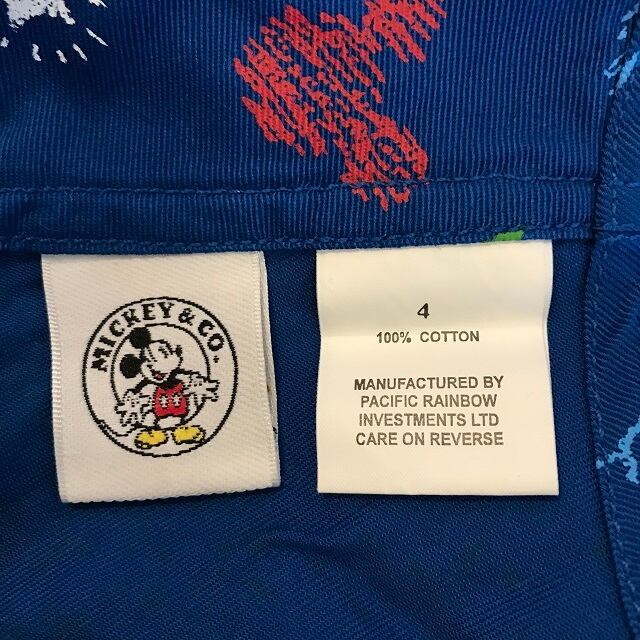 MICKEY & CO.
4
100% COTTON
MANUFACTURED BY
PACIFIC RAINBOW
INVESTMENTS LTD
CARE ON REVERSE